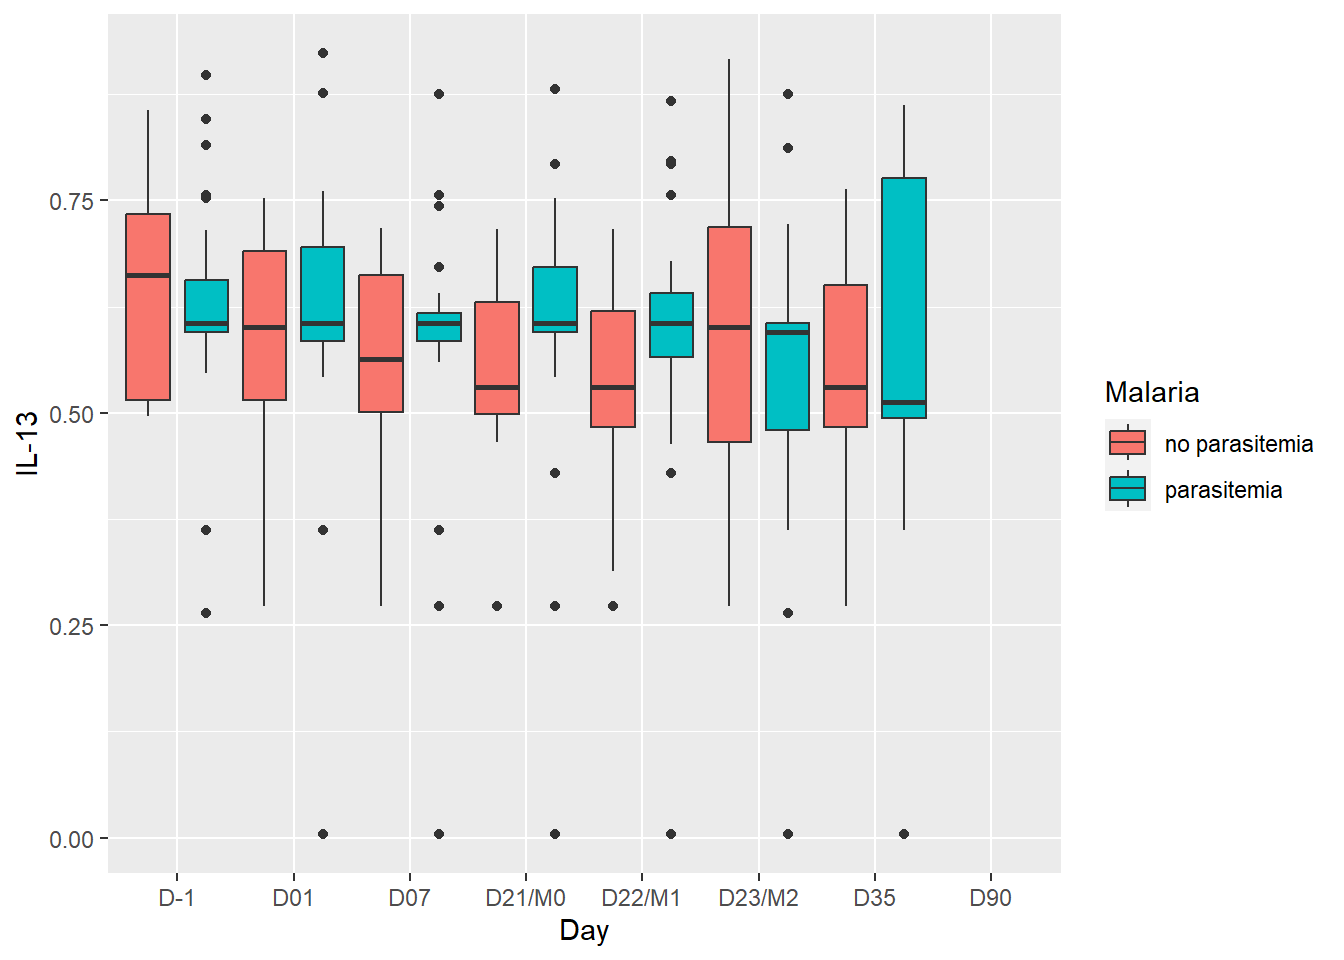 IL-13
0.75
0.50
0.25
0.00
D-1 D01 D07 D21/M0 D22/M1 D23/M2 D35 D90
Day
Malaria
no parasitemia
parasitemia